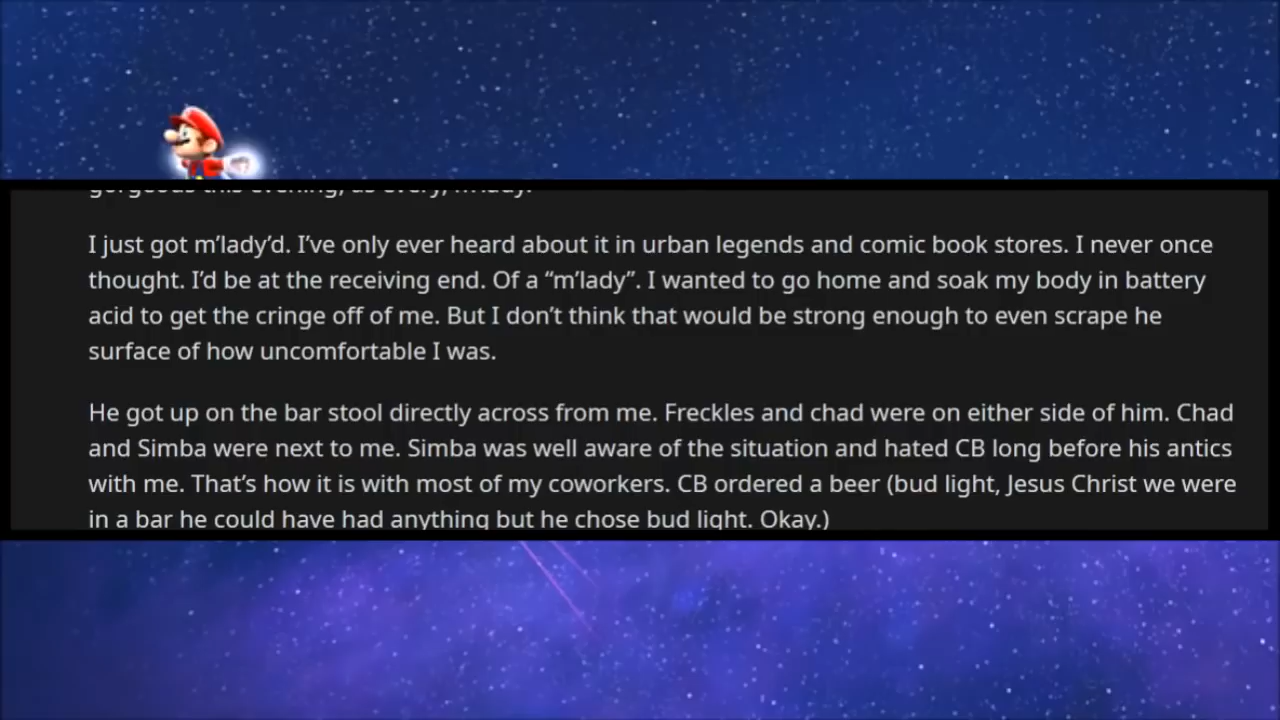 gorgeous this evening, as every, m'lady."
I just got m’lady’d. I’ve only ever heard about it in urban legends and comic book stores. I never once
thought. I’d be at the receiving end. Of a “m’lady”. I wanted to go home and soak my body in battery
acid to get the cringe off of me. But I don’t think that would be strong enough to even scrape he
surface of how uncomfortable I was.
He got up on the bar stool directly across from me. Freckles and chad were on either side of him. Chad
and Simba were next to me. Simba was well aware of the situation and hated CB long before his antics
with me. That’s how it is with most of my coworkers. CB ordered a beer (bud light, Jesus Christ we were
in a bar he could have had anything but he chose bud light. Okay.)